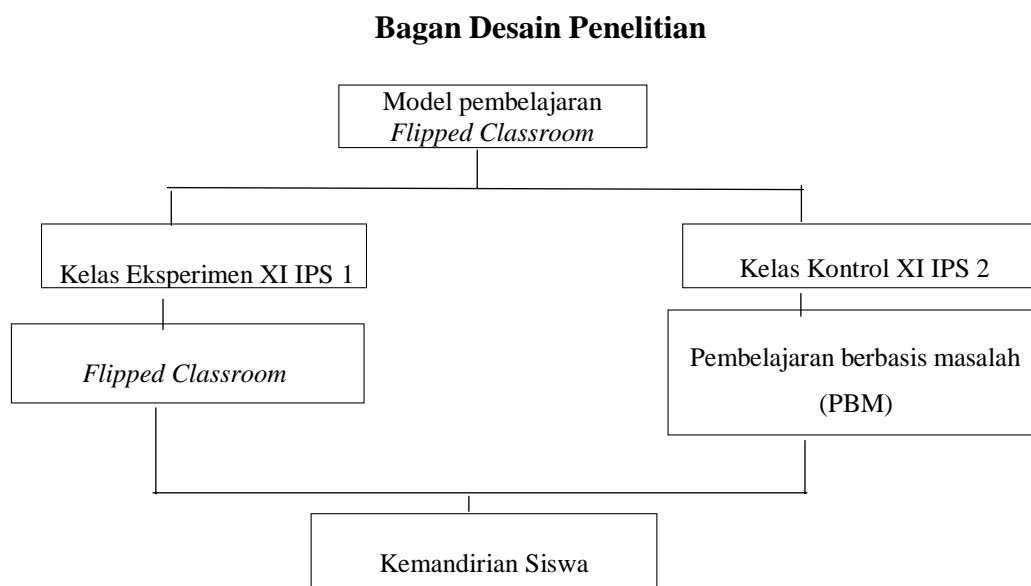 Bagan Desain Penelitian
Model pembelajaran
Flipped Classroom
Kelas Eksperimen XI IPS 1
Kelas Kontrol XI IPS 2
Flipped Classroom
Pembelajaran berbasis masalah
(PBM)
Kemandirian Siswa